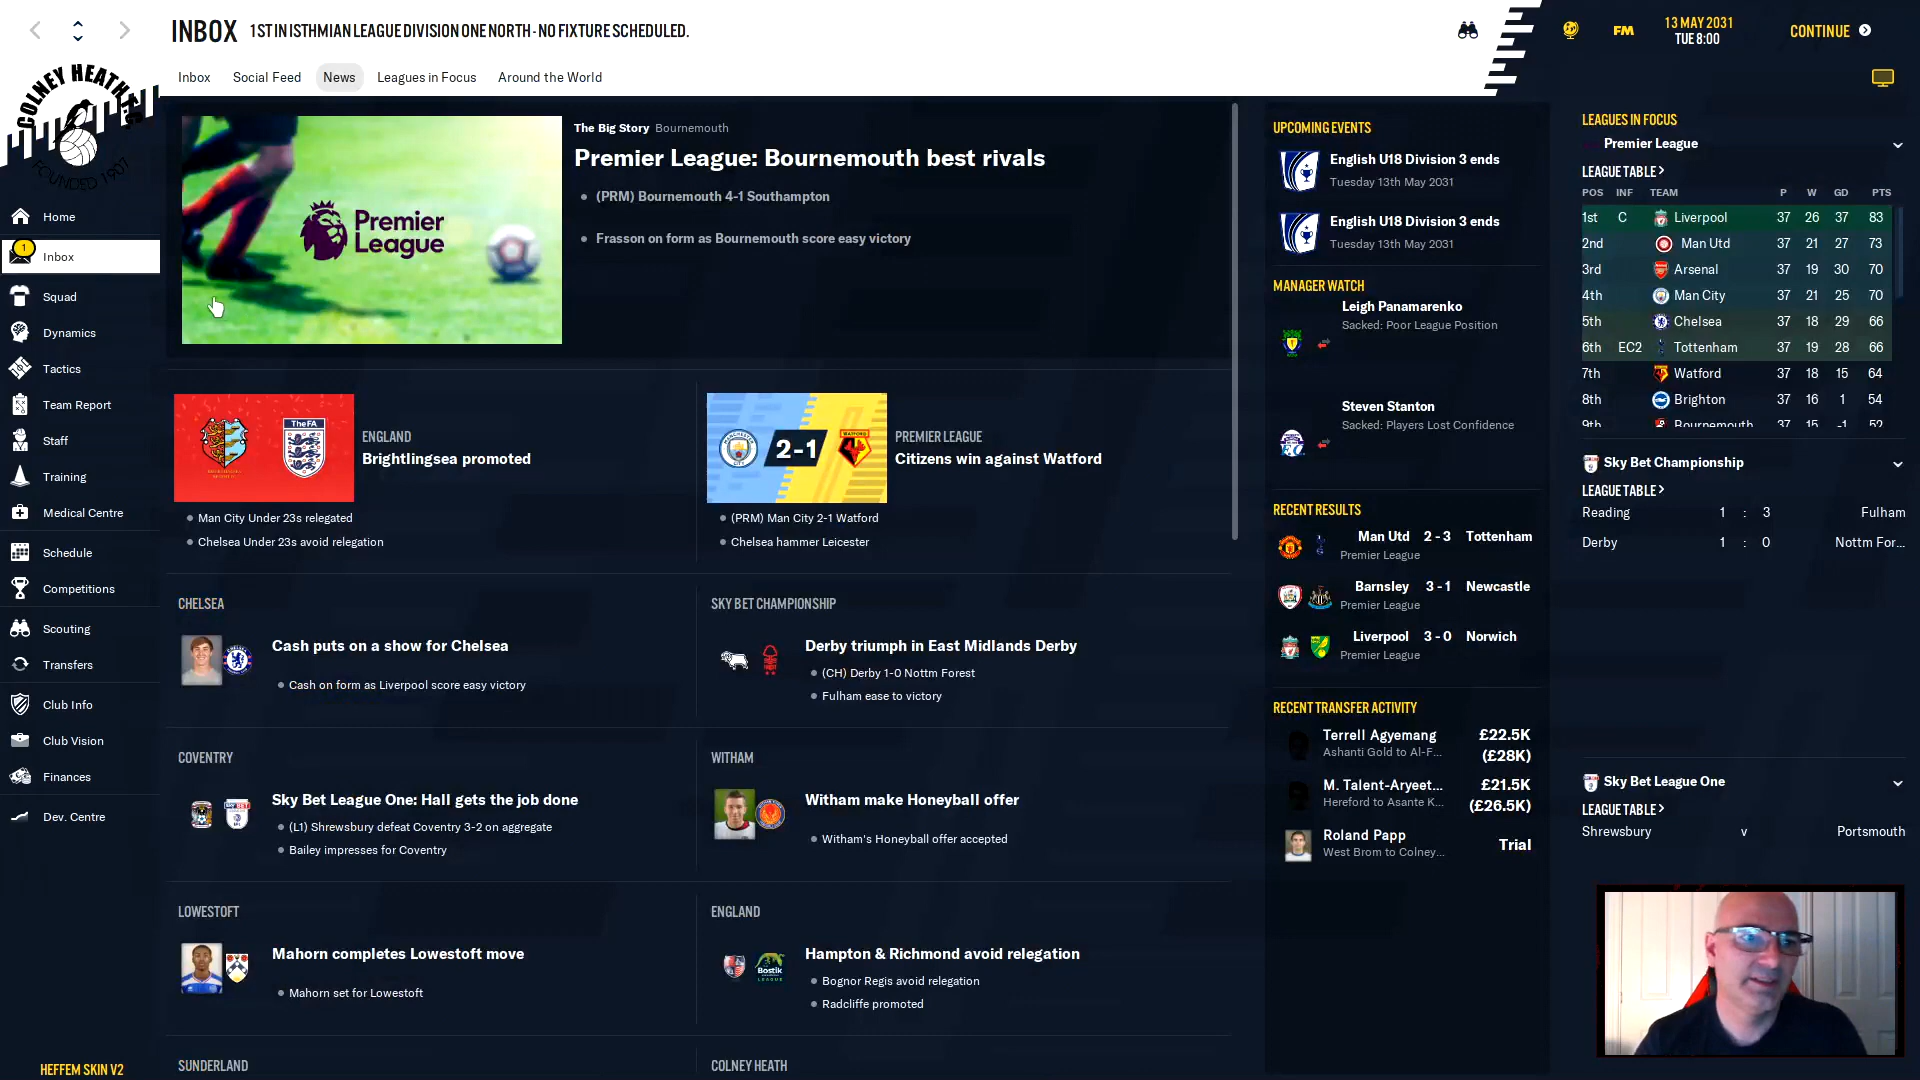 INBOX 1ST IN ISTHMIAN LEAGUE DIVISION ONE NORTH - NO FIXTURE SCHEDULED.
FM
13 MAY 2031
TUE 8:00
CONTINUE
Inbox Social Feed News Leagues in Focus Around the World
COLNEY HEATH
FOUNDED 1907
Home
1
Inbox
Squad
Dynamics
Tactics
Team Report
Staff
Training
Medical Centre
Schedule
Competitions
Scouting
Transfers
Club Info
Club Vision
Finances
Dev. Centre
HEFFEM SKIN V2
Premier
League
The Big Story Bournemouth
Premier League: Bournemouth best rivals
(PRM) Bournemouth 4-1 Southampton
Frasson on form as Bournemouth score easy victory
TheFA
ENGLAND
Brightlingsea promoted
Man City Under 23s relegated
Chelsea Under 23s avoid relegation
2-1
PREMIER LEAGUE
Citizens win against Watford
(PRM) Man City 2-1 Watford
Chelsea hammer Leicester
CHELSEA
Cash puts on a show for Chelsea
Cash on form as Liverpool score easy victory
SKY BET CHAMPIONSHIP
Derby triumph in East Midlands Derby
(CH) Derby 1-0 Nottm Forest
Fulham ease to victory
COVENTRY
Sky Bet League One: Hall gets the job done
(L1) Shrewsbury defeat Coventry 3-2 on aggregate
Bailey impresses for Coventry
WITHAM
Witham make Honeyball offer
Witham's Honeyball offer accepted
LOWESTOFT
Mahorn completes Lowestoft move
Mahorn set for Lowestoft
ENGLAND
Bostik
Hampton & Richmond avoid relegation
Bognor Regis avoid relegation
Radcliffe promoted
SUNDERLAND
COLNEY HEATH
UPCOMING EVENTS
English U18 Division 3 ends
Tuesday 13th May 2031
English U18 Division 3 ends
Tuesday 13th May 2031
MANAGER WATCH
Leigh Panamarenko
Sacked: Poor League Position
Steven Stanton
Sacked: Players Lost Confidence
RECENT RESULTS
Man Utd 2 - 3 Tottenham
Premier League
Barnsley 3 - 1 Newcastle
Premier League
Liverpool 3 - 0 Norwich
Premier League
RECENT TRANSFER ACTIVITY
Terrell Agyemang £22.5K
Ashanti Gold to Al-F... (£28K)
M. Talent-Aryeet... £21.5K
Hereford to Asante K... (£26.5K)
Roland Papp
West Brom to Colney... Trial
LEAGUES IN FOCUS
Premier League
LEAGUE TABLE >
POS INF TEAM P W GD PTS
1st C Liverpool 37 26 37 83
2nd Man Utd 37 21 27 73
3rd Arsenal 37 19 30 70
4th Man City 37 21 25 70
5th Chelsea 37 18 29 66
6th EC2 Tottenham 37 19 28 66
7th Watford 37 18 15 64
8th Brighton 37 16 1 54
9th Bournemouth 37 15 -1 52
Sky Bet Championship
LEAGUE TABLE >
Reading 1 : 3 Fulham
Derby 1 : 0 Nottm For...
Sky Bet League One
LEAGUE TABLE >
Shrewsbury v Portsmouth